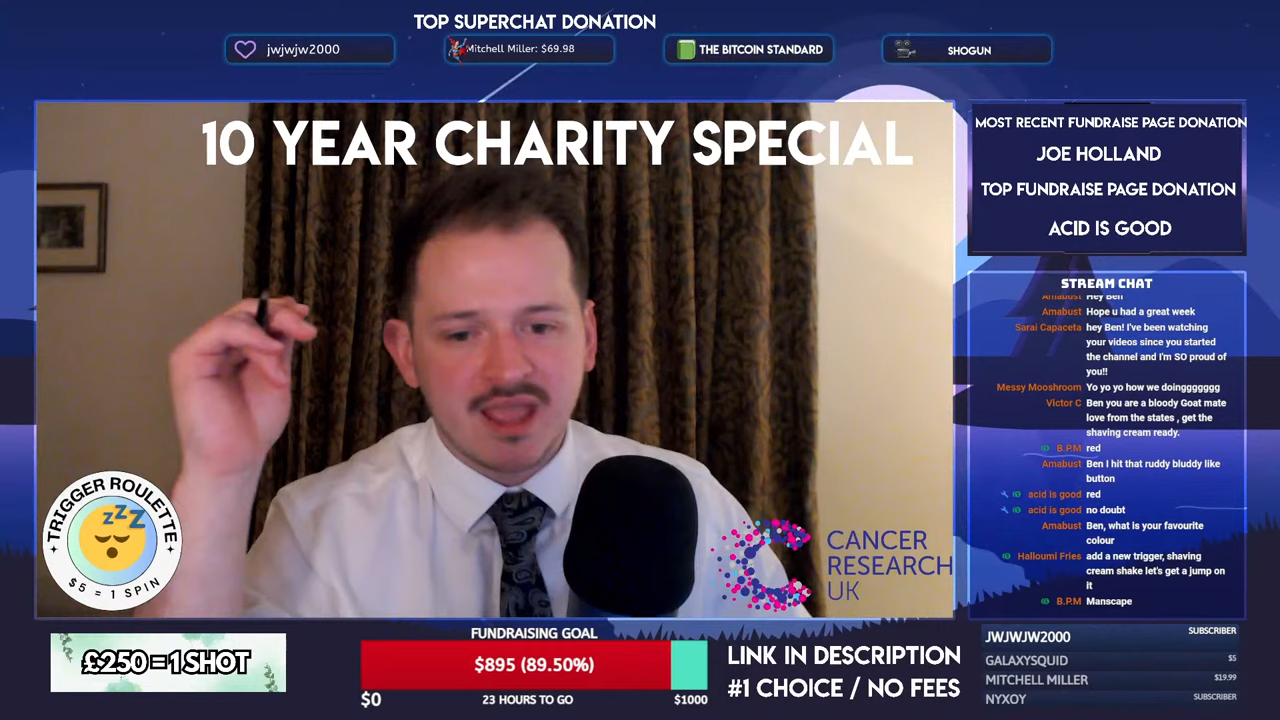 TOP SUPERCHAT DONATION
jwjwjw2000
Mitchell Miller: $69.98
THE BITCOIN STANDARD
SHOGUN
10 YEAR CHARITY SPECIAL
MOST RECENT FUNDRAISE PAGE DONATION
JOE HOLLAND
TOP FUNDRAISE PAGE DONATION
ACID IS GOOD
STREAM CHAT
Amabust Hey Ben
Amabust Hope u had a great week
Sarai Capaceta hey Ben! I've been watching
your videos since you started
the channel and I'm SO proud of
you!!
Messy Mooshroom Yo yo yo how we doinggggggg
Victor C Ben you are a bloody Goat mate
love from the states , get the
shaving cream ready.
B.P.M red
Amabust Ben I hit that ruddy bluddy like
button
acid is good red
acid is good no doubt
Amabust Ben, what is your favourite
colour
Halloumi Fries add a new trigger, shaving
cream shake let's get a jump on
it
B.P.M Manscape
TRIGGER ROULETTE
zzz
$5 = 1 SPIN
CANCER
RESEARCH
UK
£250 = 1 SHOT
FUNDRAISING GOAL
$895 (89.50%)
$0
23 HOURS TO GO
$1000
LINK IN DESCRIPTION
#1 CHOICE / NO FEES
JWJWJW2000 SUBSCRIBER
GALAXYSQUID $5
MITCHELL MILLER $19.99
NYXOY SUBSCRIBER